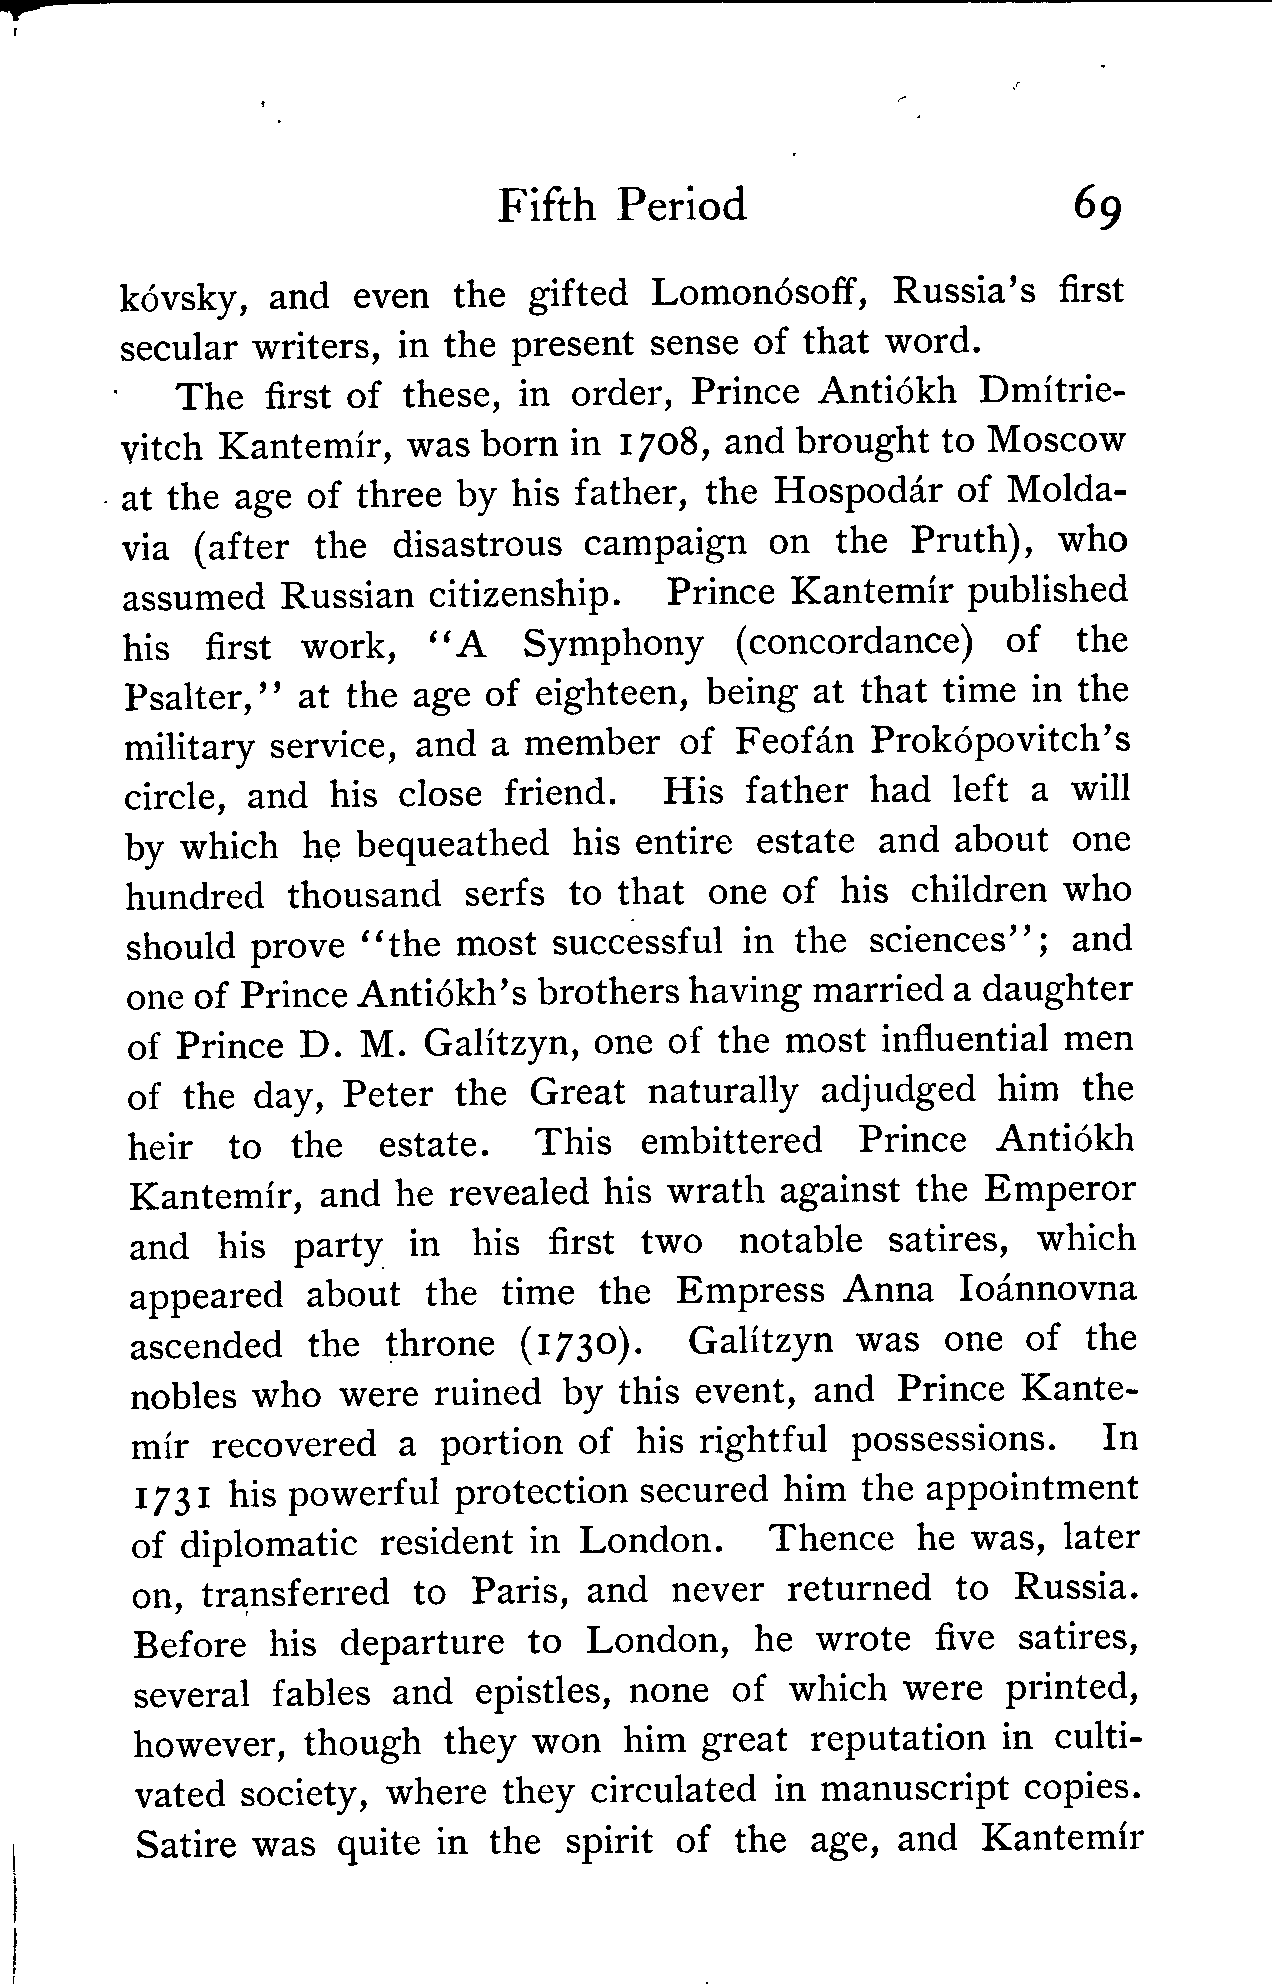 Fifth Period 69
kóvsky, and even the gifted Lomonósoff, Russia's first
secular writers, in the present sense of that word.
The first of these, in order, Prince Antiókh Dmítrie-
vitch Kantemír, was born in 1708, and brought to Moscow
at the age of three by his father, the Hospodár of Molda-
via (after the disastrous campaign on the Pruth), who
assumed Russian citizenship. Prince Kantemír published
his first work, "A Symphony (concordance) of the
Psalter," at the age of eighteen, being at that time in the
military service, and a member of Feofán Prokópovitch's
circle, and his close friend. His father had left a will
by which he bequeathed his entire estate and about one
hundred thousand serfs to that one of his children who
should prove "the most successful in the sciences"; and
one of Prince Antiókh's brothers having married a daughter
of Prince D. M. Galítzyn, one of the most influential men
of the day, Peter the Great naturally adjudged him the
heir to the estate. This embittered Prince Antiókh
Kantemír, and he revealed his wrath against the Emperor
and his party in his first two notable satires, which
appeared about the time the Empress Anna Ioánnovna
ascended the throne (1730). Galítzyn was one of the
nobles who were ruined by this event, and Prince Kante-
mír recovered a portion of his rightful possessions. In
1731 his powerful protection secured him the appointment
of diplomatic resident in London. Thence he was, later
on, transferred to Paris, and never returned to Russia.
Before his departure to London, he wrote five satires,
several fables and epistles, none of which were printed,
however, though they won him great reputation in culti-
vated society, where they circulated in manuscript copies.
Satire was quite in the spirit of the age, and Kantemír